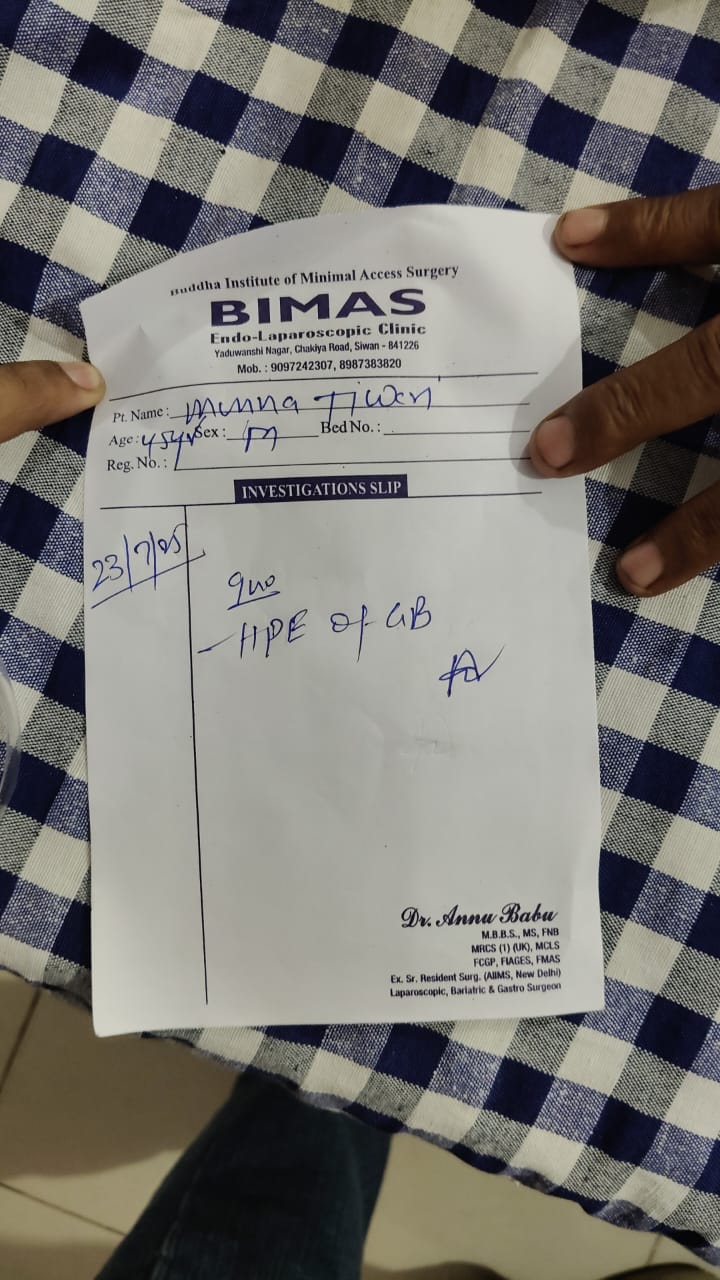 Buddha Institute of Minimal Access Surgery
BIMAS
Endo-Laparoscopic Clinic
Yaduwanshi Nagar, Chakiya Road, Siwan - 841226
Mob. : 9097242307, 8987383820
Pt. Name : Munna Tiwari
Age : 45yr Sex : M Bed No. :
Reg. No. :
INVESTIGATIONS SLIP
23/7/25
- HPE of GB
Dr. Annu Babu
M.B.B.S., MS, FNB
MRCS (1) (UK), MCLS
FCGP, FIAGES, FMAS
Ex. Sr. Resident Surg. (AIIMS, New Delhi)
Laparoscopic, Bariatric & Gastro Surgeon